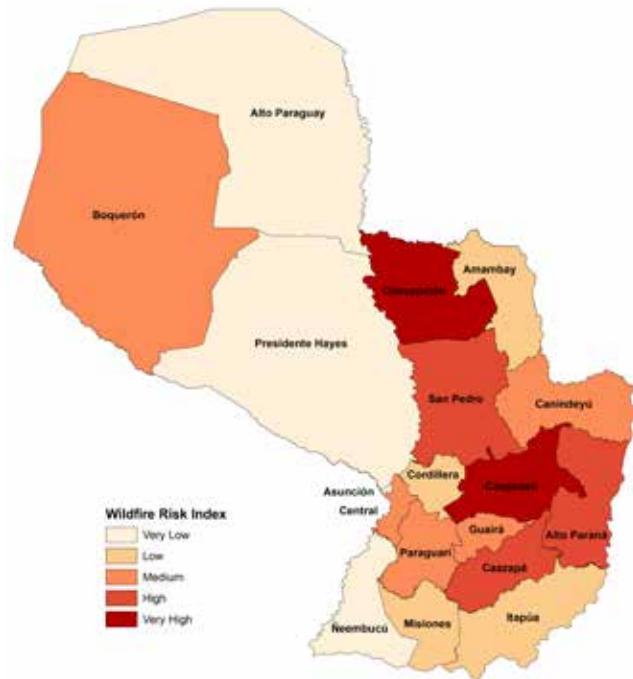 Alto Paraguay
Boquerón
Amambay
Concepción
Presidente Hayes
San Pedro
Canindeyú
Cordillera
Caaguazú
Asunción
Central
Guairá
Alto Paraná
Paraguarí
Caazapá
Itapúa
Misiones
Ñeembucú
Wildfire Risk Index
Very Low
Low
Medium
High
Very High